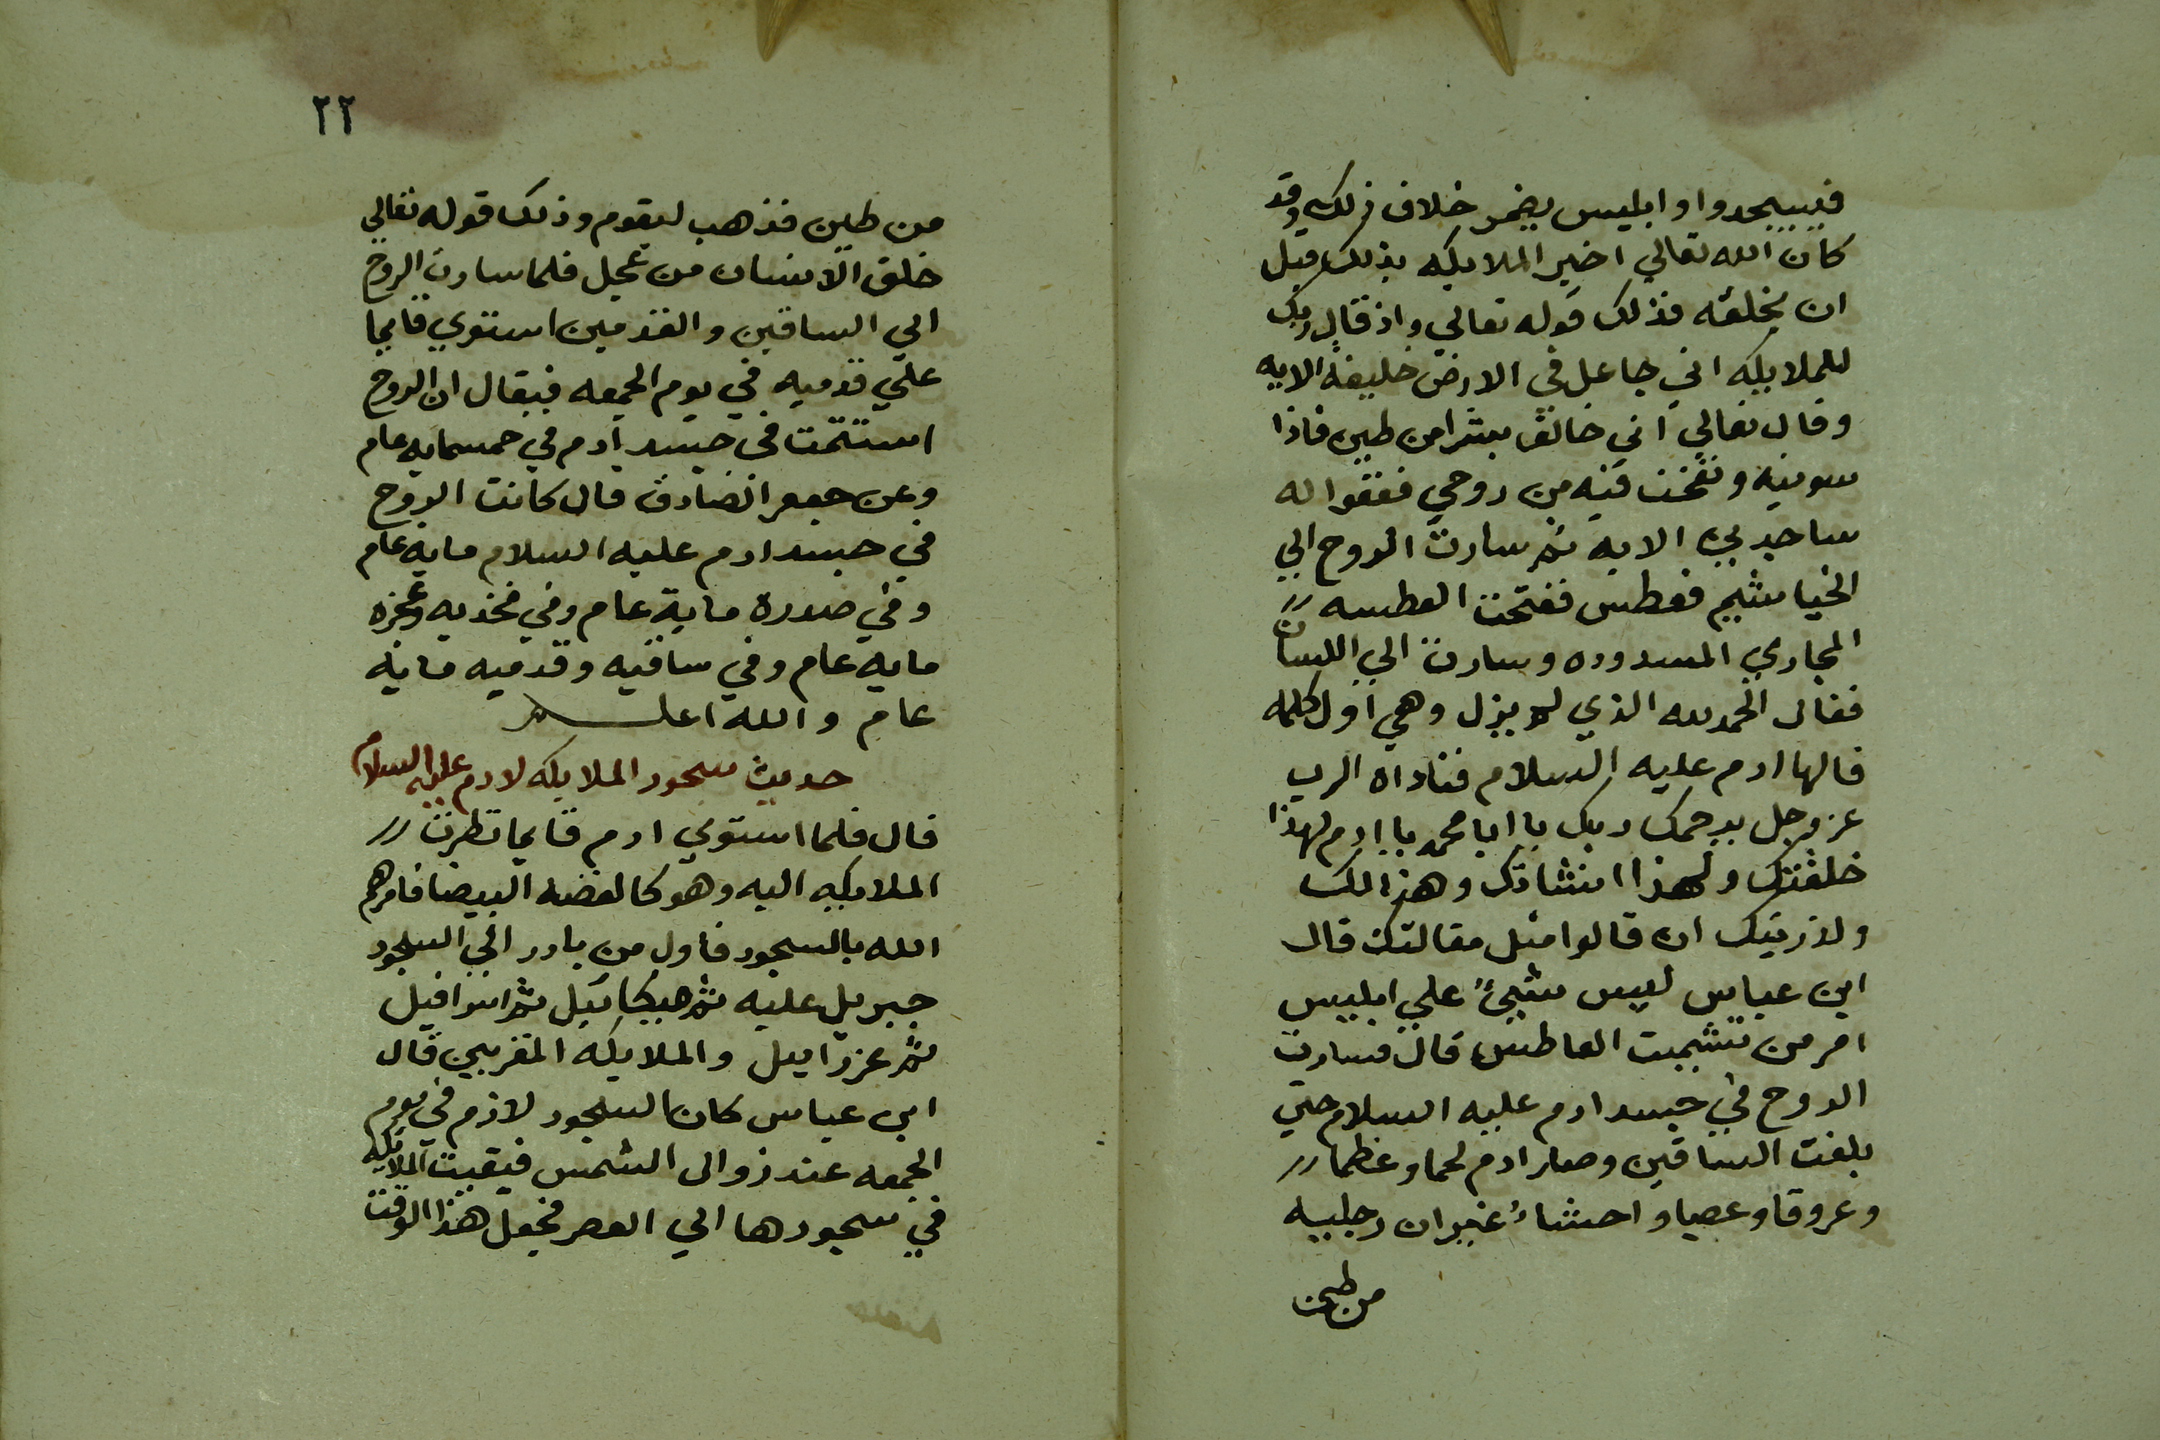 فيسجدوا وابليس يضمر خلاف ذلك وقد
كان الله تعالي اخبر الملايكه بذلك قبل
ان يخلقه فذلك قوله تعالي واذ قال ربك
للملايكه اني جاعل في الارض خليفة الايه
وقال تعالي اني خالق بشرا من طين فاذا
سويته ونفخت فيه من روحي فقعوا له
ساجدين الايه ثم سارت الروح الي
الخياشيم فعطس ففتحت العطسه
المجاري المسدوده وسارت الي اللسان
فقال الحمد لله الذي لم يزل وهي اول كلمه
قالها ادم عليه السلام فناداه الرب
عز وجل يرحمك ربك يا ابا محمد يا ادم لهذا
خلقتك ولهذا انشاتك وهذا لك
ولذريتك ان قالوا مثل مقالتك قال
ابن عباس ليس شيئ علي ابليس
امر من تشميت العاطس قال فسارت
الروح في جسد ادم عليه السلام حتي
بلغت الساقين وصار ادم لحما وعظما
وعروقا وعصبا واحشاء غير ان رجليه
من طين
٢٢
من طين فذهب ليقوم وذلك قوله تعالي
خلق الانسان من عجل فلما سارت الروح
الي الساقين والقدمين استوي قايما
علي قدميه في يوم الجمعه فيقال ان الروح
استتمت في جسد آدم في خمسمايه عام
وعن جعفر الصادق قال كانت الروح
في جسد ادم عليه السلام مايه عام
وفي صدره ماية عام وفي فخذيه وعجزه
مايه عام وفي ساقيه وقدميه مايه
عام والله اعلم
حديث سجود الملايكه لادم عليه السلام
قال فلما استوي ادم قايما نظرت
الملايكه اليه وهو كالفضه البيضا فامرهم
الله بالسجود فاول من بادر الي السجود
جبريل عليه ثم ميكائيل ثم اسرافيل
ثم عزراييل والملايكه المقربين قال
ابن عباس كان السجود لادم في يوم
الجمعه عند زوال الشمس فبقيت الملايكه
في سجودها الي العصر فجعل هذا الوقت